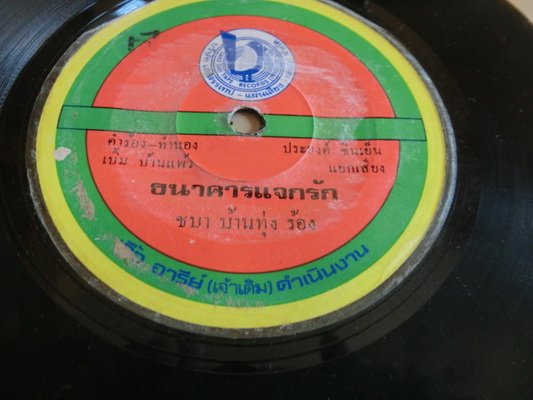 RECORDS
คำร้อง-ทำนอง
เบิ้ม บ้านแพ้ว
ประยงค์ ชื่นเย็น
แยกเสียง
ธนาคารแจกรัก
ชบา บ้านทุ่ง ร้อง
อารีย์ (เจ้าเดิม) ดำเนินงาน